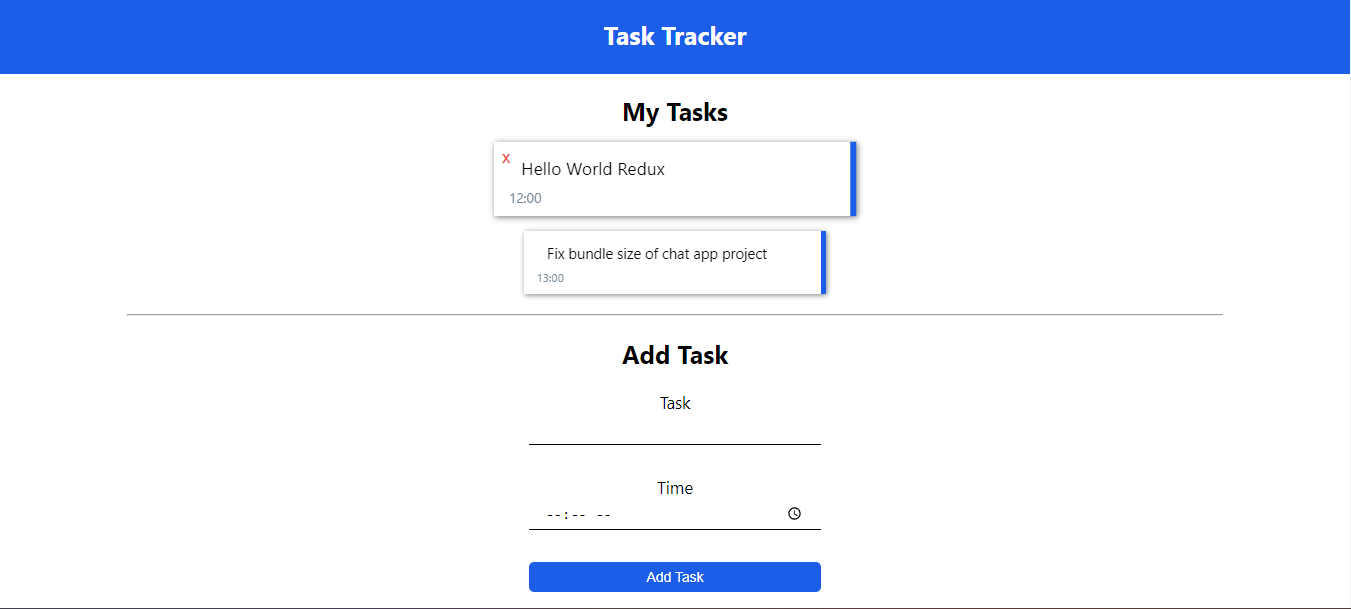 Task Tracker
My Tasks
X
Hello World Redux
12:00
Fix bundle size of chat app project
13:00
Add Task
Task
Time
--:-- --
Add Task